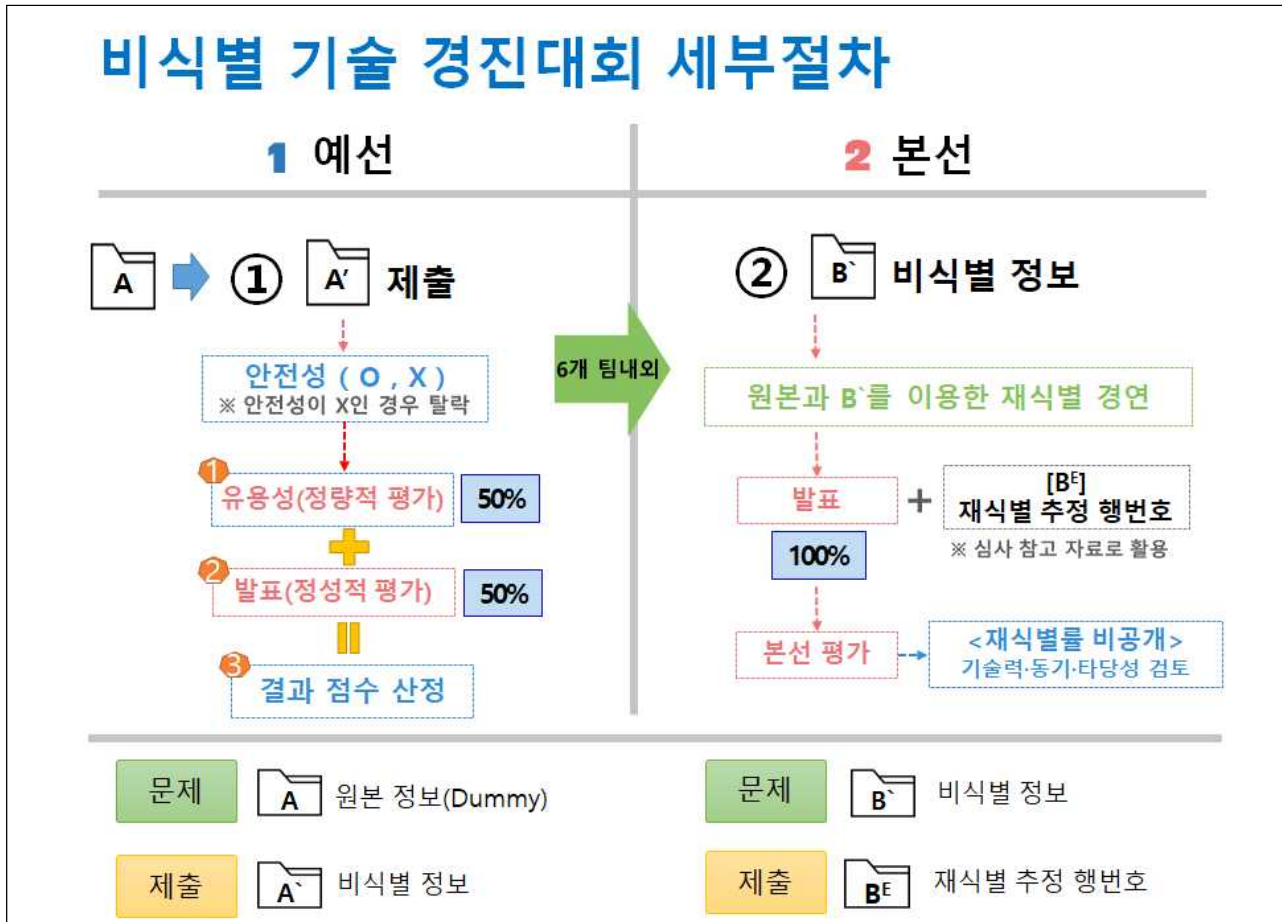 비식별 기술 경진대회 세부절차
1 예선
A
① A′ 제출
안전성 ( O , X )
※ 안전성이 X인 경우 탈락
1
유용성(정량적 평가) 50%
2
발표(정성적 평가) 50%
3
결과 점수 산정
6개 팀내외
2 본선
② B` 비식별 정보
원본과 B`를 이용한 재식별 경연
발표
100%
+
[Bᴱ]
재식별 추정 행번호
※ 심사 참고 자료로 활용
본선 평가
<재식별률 비공개>
기술력·동기·타당성 검토
문제 A 원본 정보(Dummy)
제출 A` 비식별 정보
문제 B` 비식별 정보
제출 Bᴱ 재식별 추정 행번호